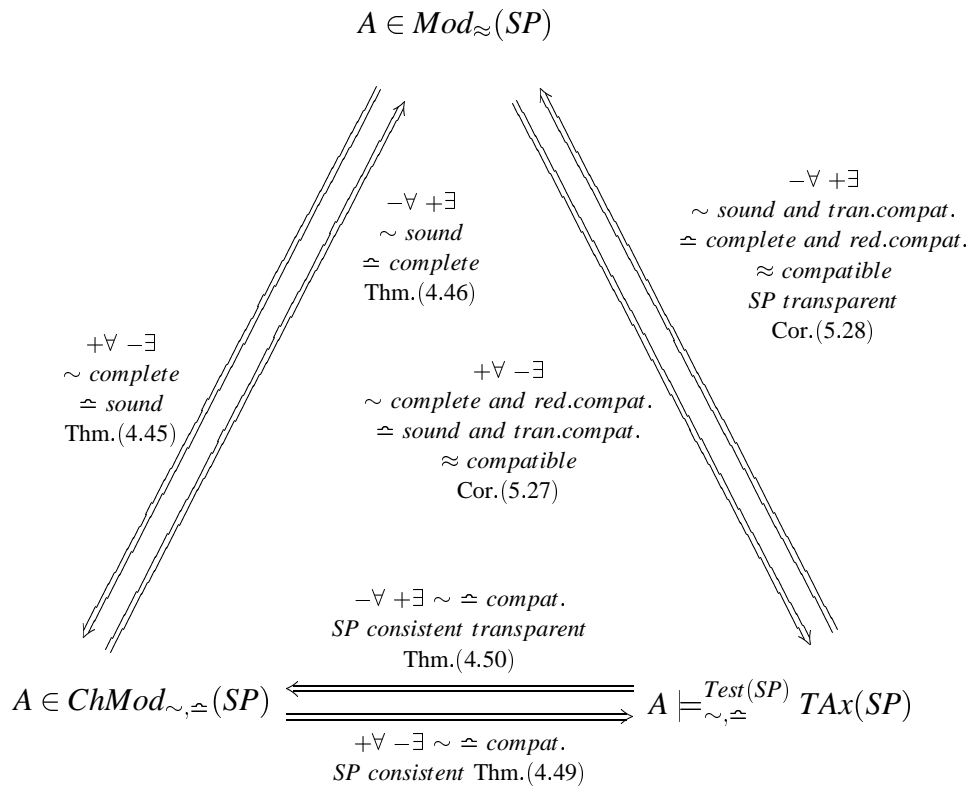 A ∈ Mod≈(SP)
−∀ +∃
∼ sound
≏ complete
Thm.(4.46)
−∀ +∃
∼ sound and tran.compat.
≏ complete and red.compat.
≈ compatible
SP transparent
Cor.(5.28)
+∀ −∃
∼ complete
≏ sound
Thm.(4.45)
+∀ −∃
∼ complete and red.compat.
≏ sound and tran.compat.
≈ compatible
Cor.(5.27)
−∀ +∃ ∼ ≏ compat.
SP consistent transparent
Thm.(4.50)
A ∈ ChMod∼,≏(SP)
A ⊨∼,≏^Test(SP) TAx(SP)
+∀ −∃ ∼ ≏ compat.
SP consistent Thm.(4.49)